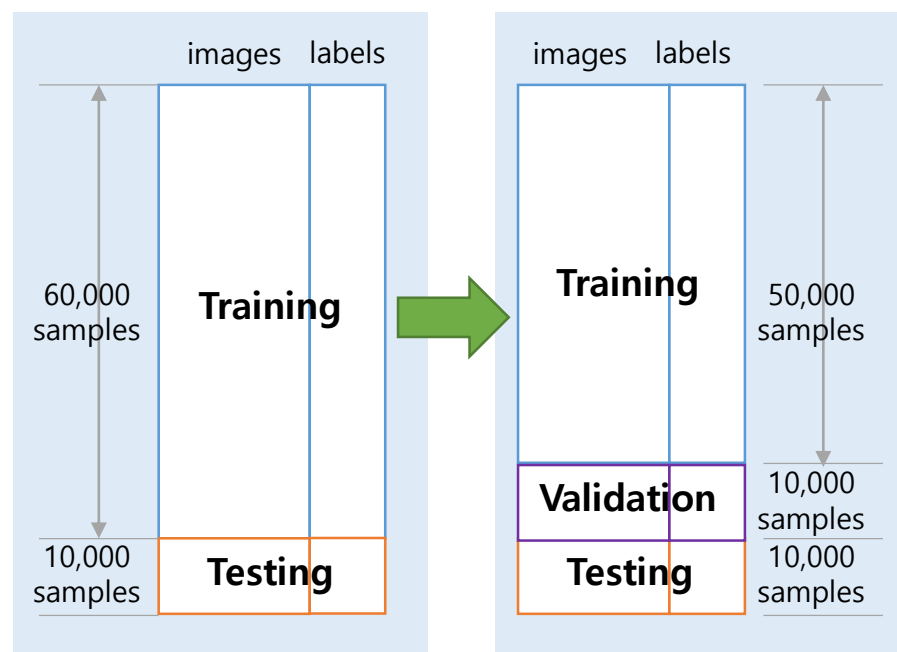 images labels
60,000
samples
Training
10,000
samples
Testing
images labels
Training
50,000
samples
Validation
10,000
samples
Testing
10,000
samples